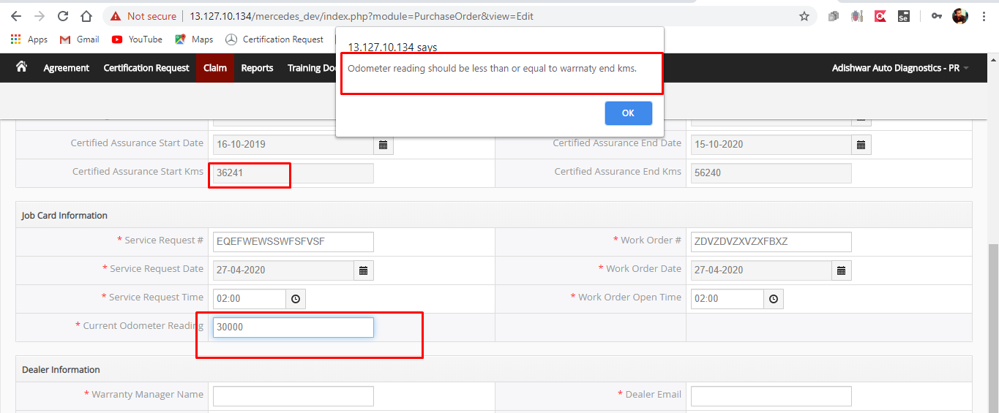 Not secure 13.127.10.134/mercedes_dev/index.php?module=PurchaseOrder&view=Edit
Apps Gmail YouTube Maps Certification Request
13.127.10.134 says
Odometer reading should be less than or equal to warrnaty end kms.
OK
Agreement Certification Request Claim Reports Training Do Adishwar Auto Diagnostics - PR
Certified Assurance Start Date 16-10-2019 Certified Assurance End Date 15-10-2020
Certified Assurance Start Kms 36241 Certified Assurance End Kms 56240
Job Card Information
* Service Request # EQEFWEWSSWFSFVSF * Work Order # ZDVZDVZXVZXFBXZ
* Service Request Date 27-04-2020 * Work Order Date 27-04-2020
* Service Request Time 02:00 * Work Order Open Time 02:00
* Current Odometer Reading 30000
Dealer Information
* Warranty Manager Name * Dealer Email